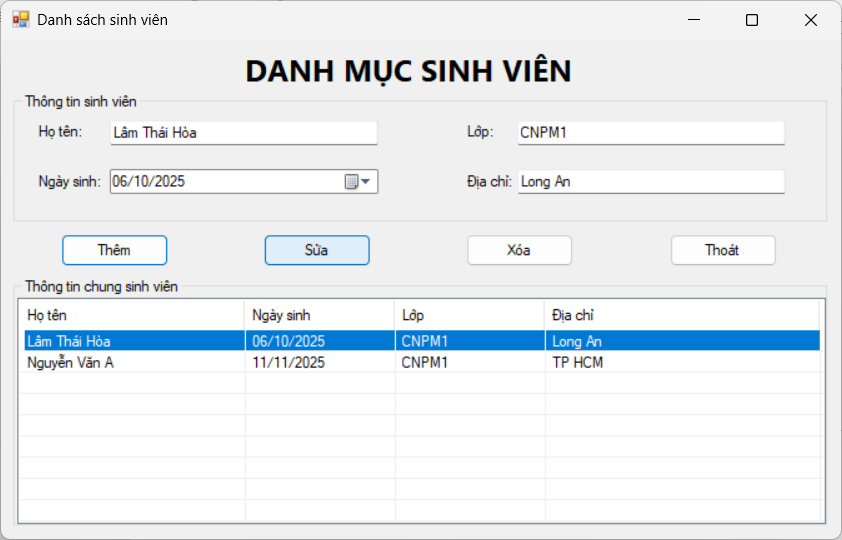 Danh sách sinh viên
DANH MỤC SINH VIÊN
Thông tin sinh viên
Họ tên: Lâm Thái Hòa Lớp: CNPM1
Ngày sinh: 06/10/2025 Địa chỉ: Long An
Thêm Sửa Xóa Thoát
Thông tin chung sinh viên
Họ tên Ngày sinh Lớp Địa chỉ
Lâm Thái Hòa 06/10/2025 CNPM1 Long An
Nguyễn Văn A 11/11/2025 CNPM1 TP HCM